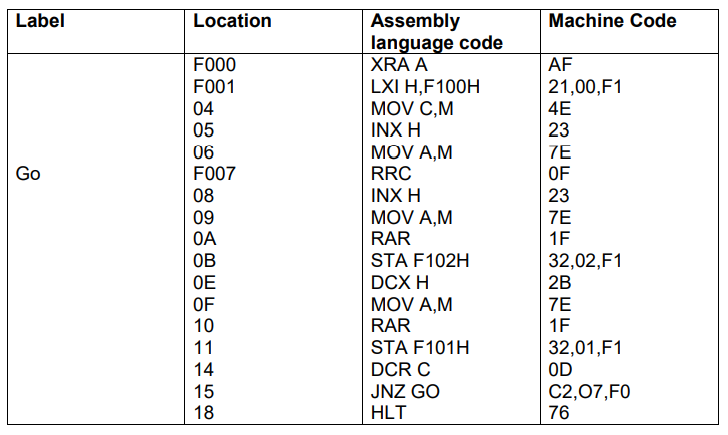 Label Location Assembly Machine Code
language code
F000 XRA A AF
F001 LXI H,F100H 21,00,F1
04 MOV C,M 4E
05 INX H 23
06 MOV A,M 7E
Go F007 RRC 0F
08 INX H 23
09 MOV A,M 7E
0A RAR 1F
0B STA F102H 32,02,F1
0E DCX H 2B
0F MOV A,M 7E
10 RAR 1F
11 STA F101H 32,01,F1
14 DCR C 0D
15 JNZ GO C2,O7,F0
18 HLT 76